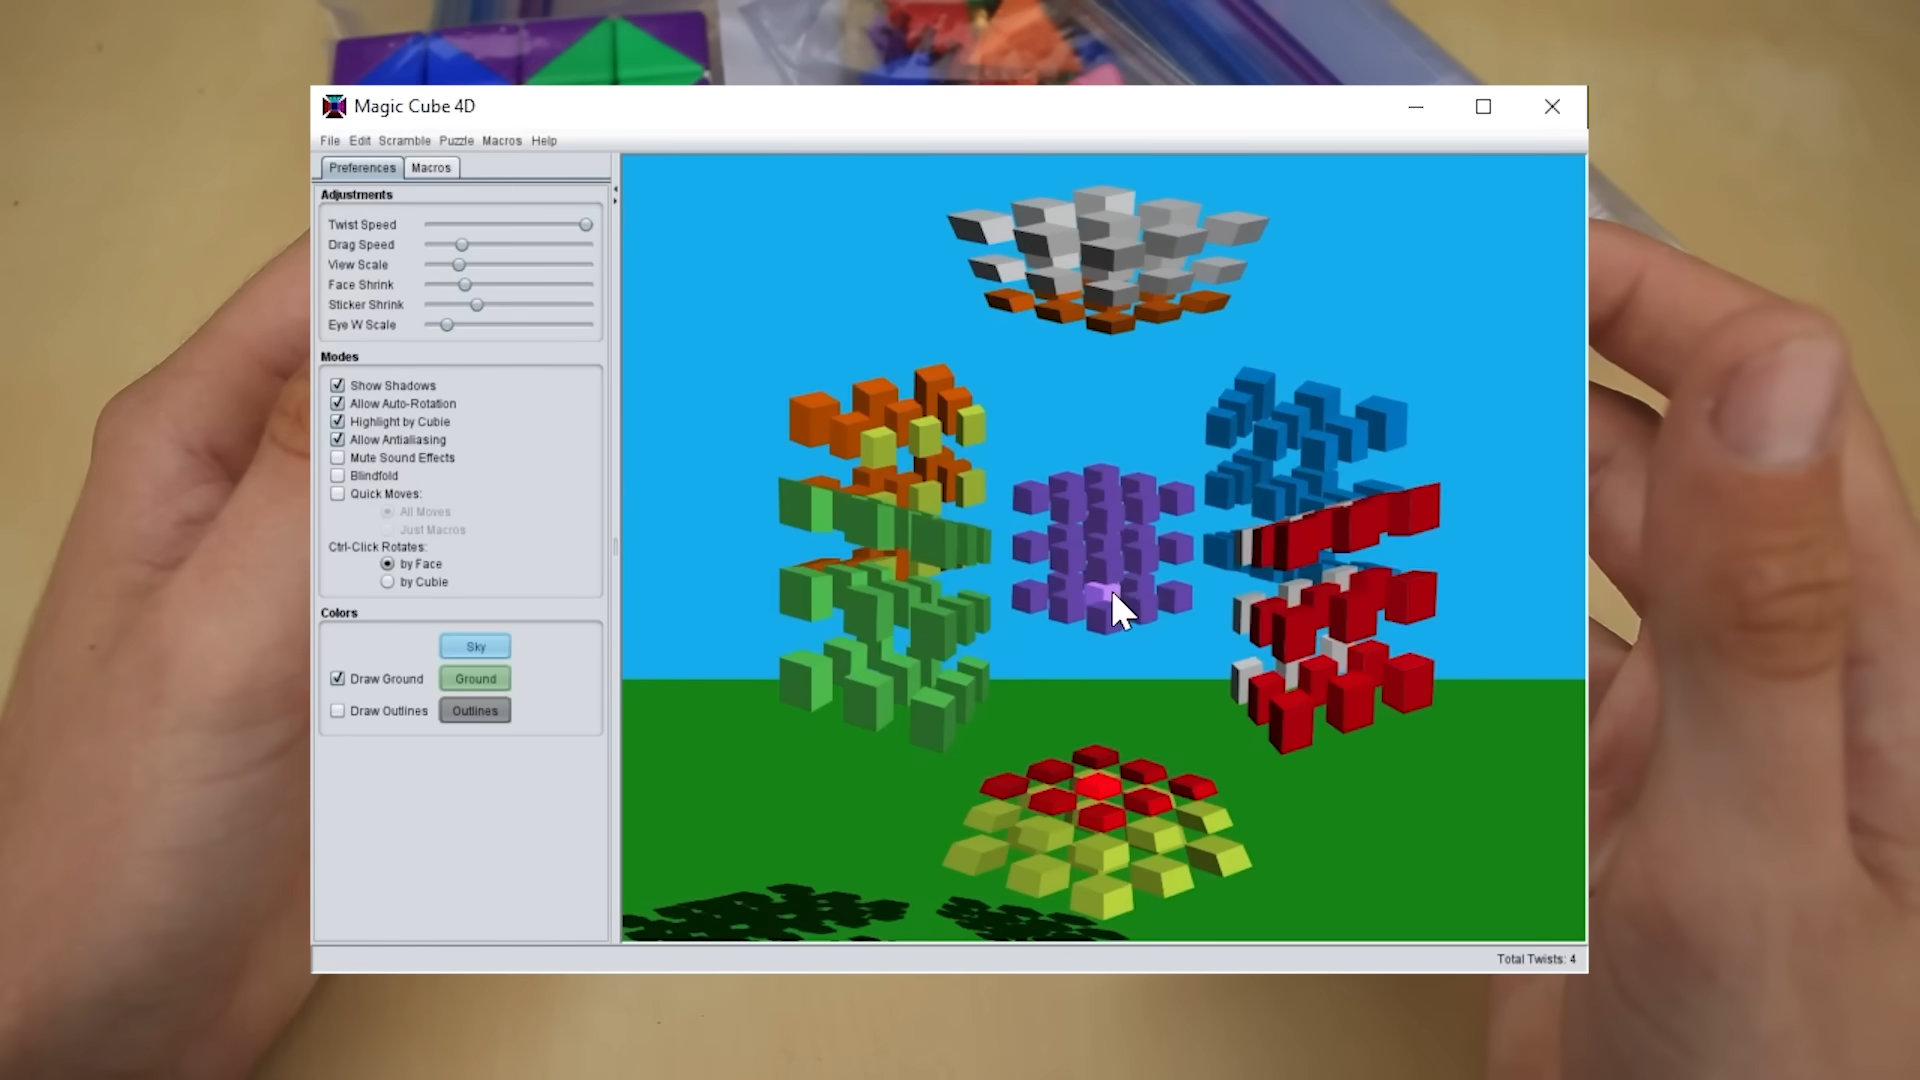 Magic Cube 4D
File Edit Scramble Puzzle Macros Help
Preferences Macros
Adjustments
Twist Speed
Drag Speed
View Scale
Face Shrink
Sticker Shrink
Eye W Scale
Modes
Show Shadows
Allow Auto-Rotation
Highlight by Cubie
Allow Antialiasing
Mute Sound Effects
Blindfold
Quick Moves:
All Moves
Just Macros
Ctrl-Click Rotates:
by Face
by Cubie
Colors
Sky
Draw Ground Ground
Draw Outlines Outlines
Total Twists: 4